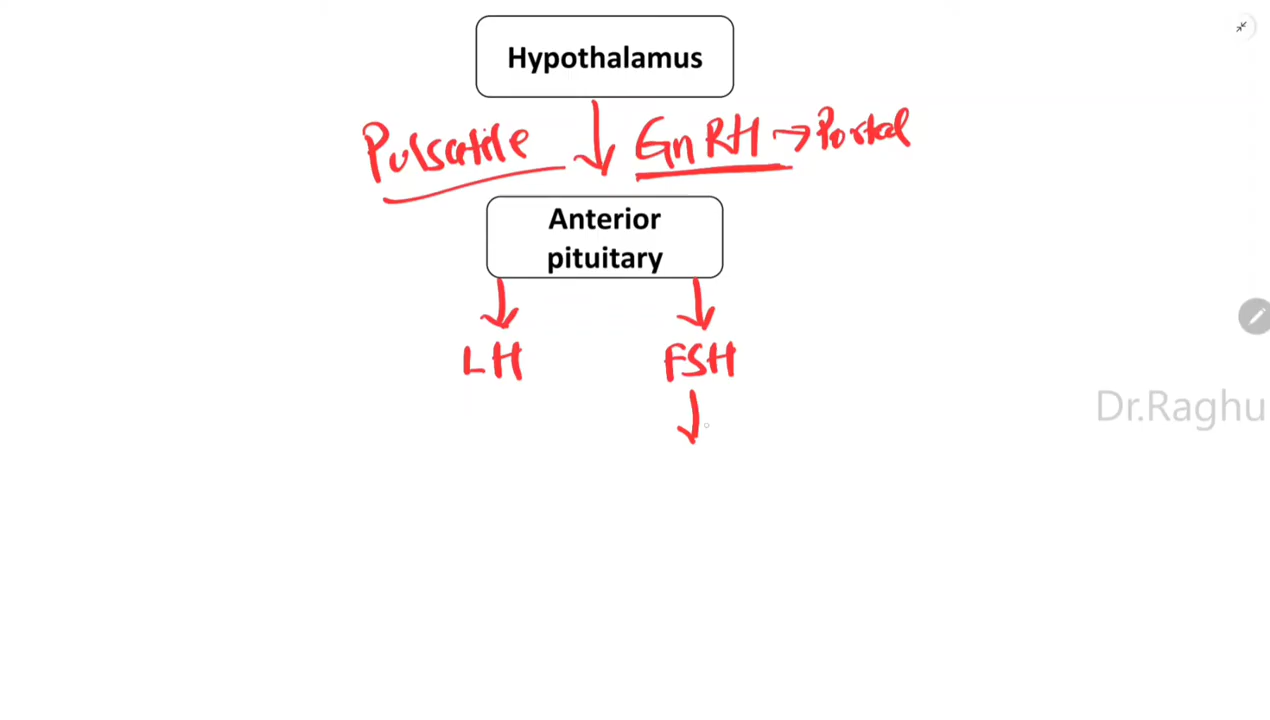 Hypothalamus
Pulsatile GnRH → Portal
Anterior
pituitary
LH FSH
Dr.Raghu